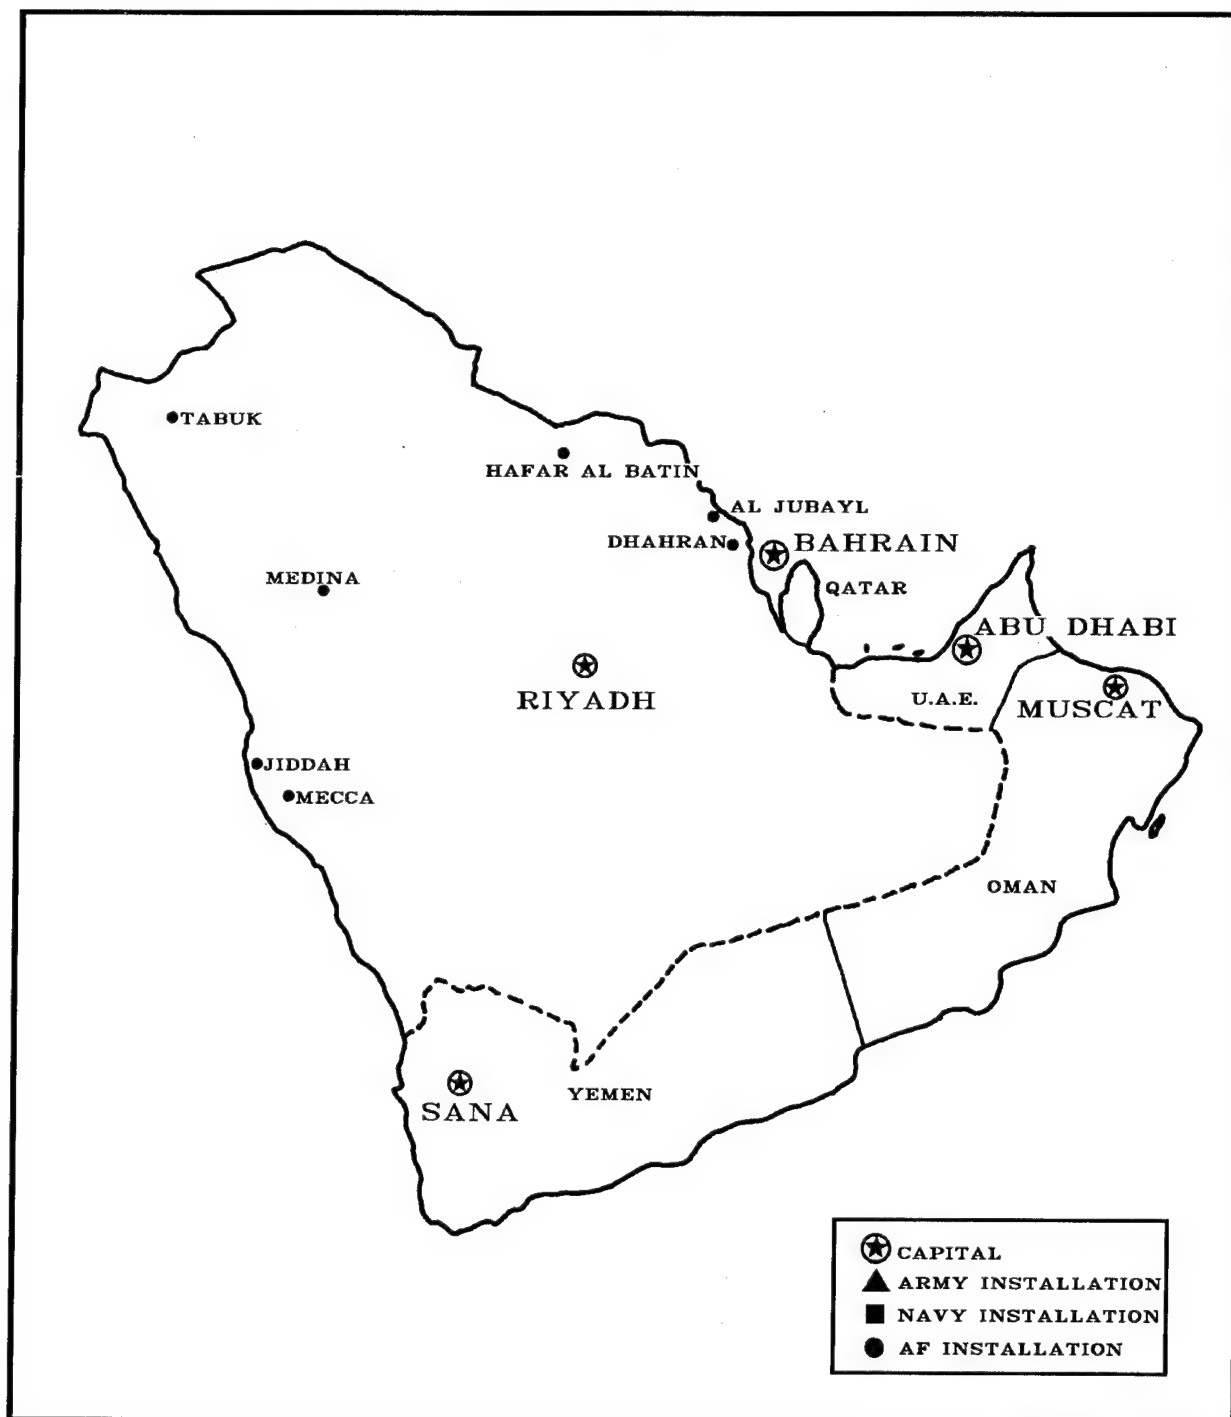 TABUK
HAFAR AL BATIN
AL JUBAYL
DHAHRAN
BAHRAIN
MEDINA
QATAR
ABU DHABI
RIYADH
U.A.E.
MUSCAT
JIDDAH
MECCA
OMAN
YEMEN
SANA
CAPITAL
ARMY INSTALLATION
NAVY INSTALLATION
AF INSTALLATION